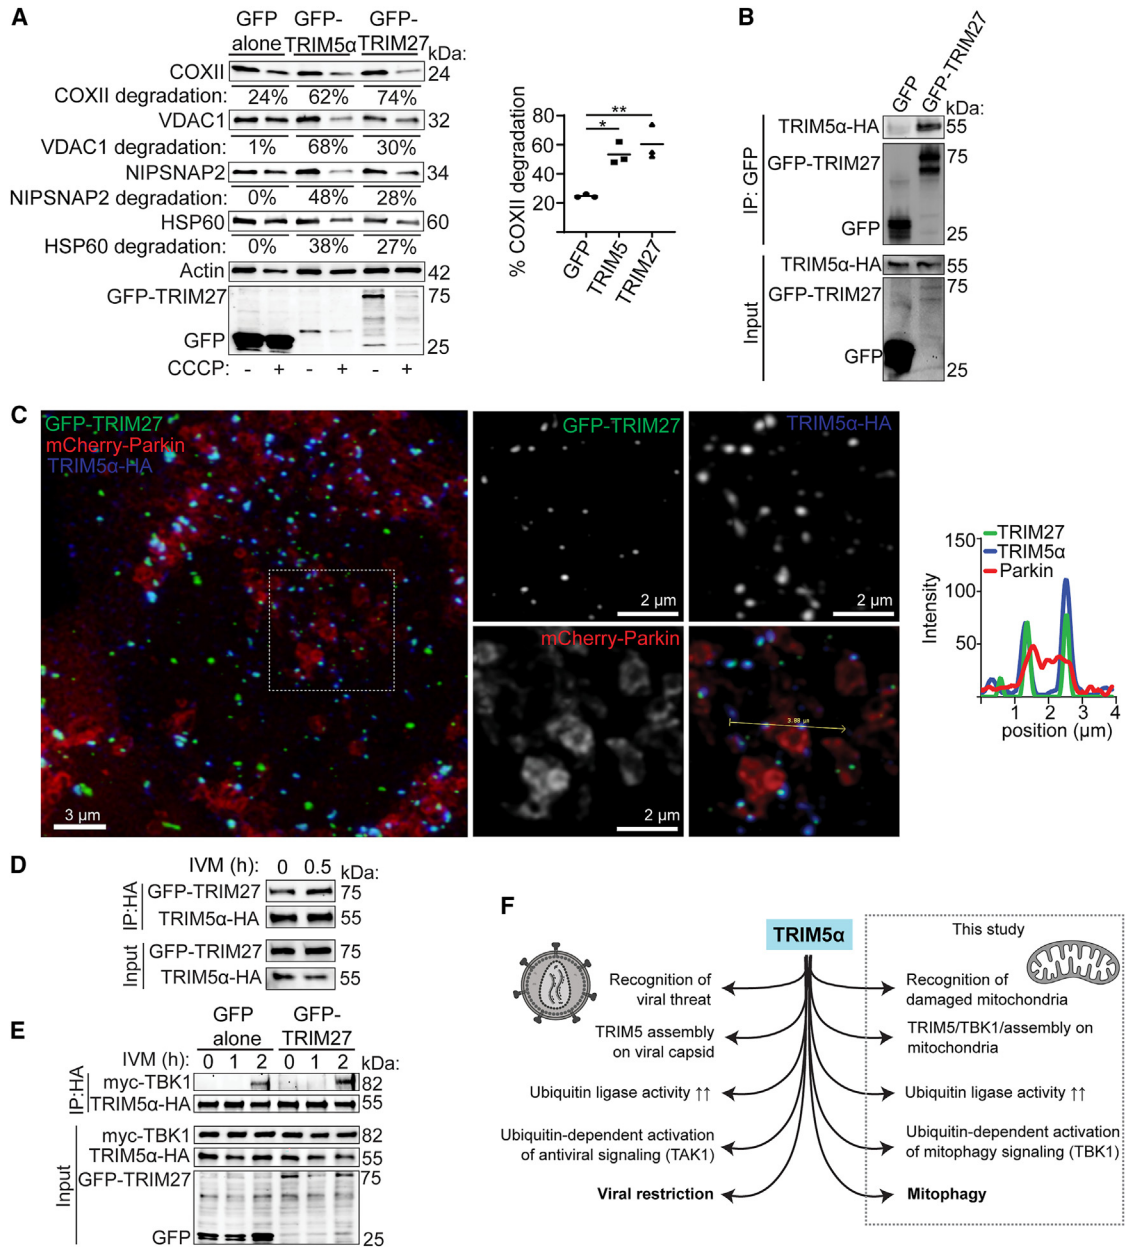 A
GFP alone GFP-TRIM5α GFP-TRIM27 kDa:
COXII 24
COXII degradation: 24% 62% 74%
VDAC1 32
VDAC1 degradation: 1% 68% 30%
NIPSNAP2 34
NIPSNAP2 degradation: 0% 48% 28%
HSP60 60
HSP60 degradation: 0% 38% 27%
Actin 42
GFP-TRIM27 75
GFP 25
CCCP: - + - + - +
% COXII degradation
80
60
40
20
* **
GFP TRIM5 TRIM27
B
GFP GFP-TRIM27
kDa:
IP: GFP
TRIM5α-HA 55
GFP-TRIM27 75
GFP 25
Input
TRIM5α-HA 55
GFP-TRIM27 75
GFP 25
C
GFP-TRIM27
mCherry-Parkin
TRIM5α-HA
3 µm
GFP-TRIM27
2 µm
TRIM5α-HA
2 µm
mCherry-Parkin
2 µm
3.88 µm
TRIM27
TRIM5α
Parkin
Intensity
150
100
50
1 2 3 4
position (µm)
D
IVM (h): 0 0.5 kDa:
IP:HA
GFP-TRIM27 75
TRIM5α-HA 55
Input
GFP-TRIM27 75
TRIM5α-HA 55
E
GFP alone GFP-TRIM27
IVM (h): 0 1 2 0 1 2 kDa:
IP:HA
myc-TBK1 82
TRIM5α-HA 55
Input
myc-TBK1 82
TRIM5α-HA 55
GFP-TRIM27 75
GFP 25
F
TRIM5α
This study
Recognition of
viral threat
TRIM5 assembly
on viral capsid
Ubiquitin ligase activity ↑↑
Ubiquitin-dependent activation
of antiviral signaling (TAK1)
Viral restriction
Recognition of
damaged mitochondria
TRIM5/TBK1/assembly on
mitochondria
Ubiquitin ligase activity ↑↑
Ubiquitin-dependent activation
of mitophagy signaling (TBK1)
Mitophagy